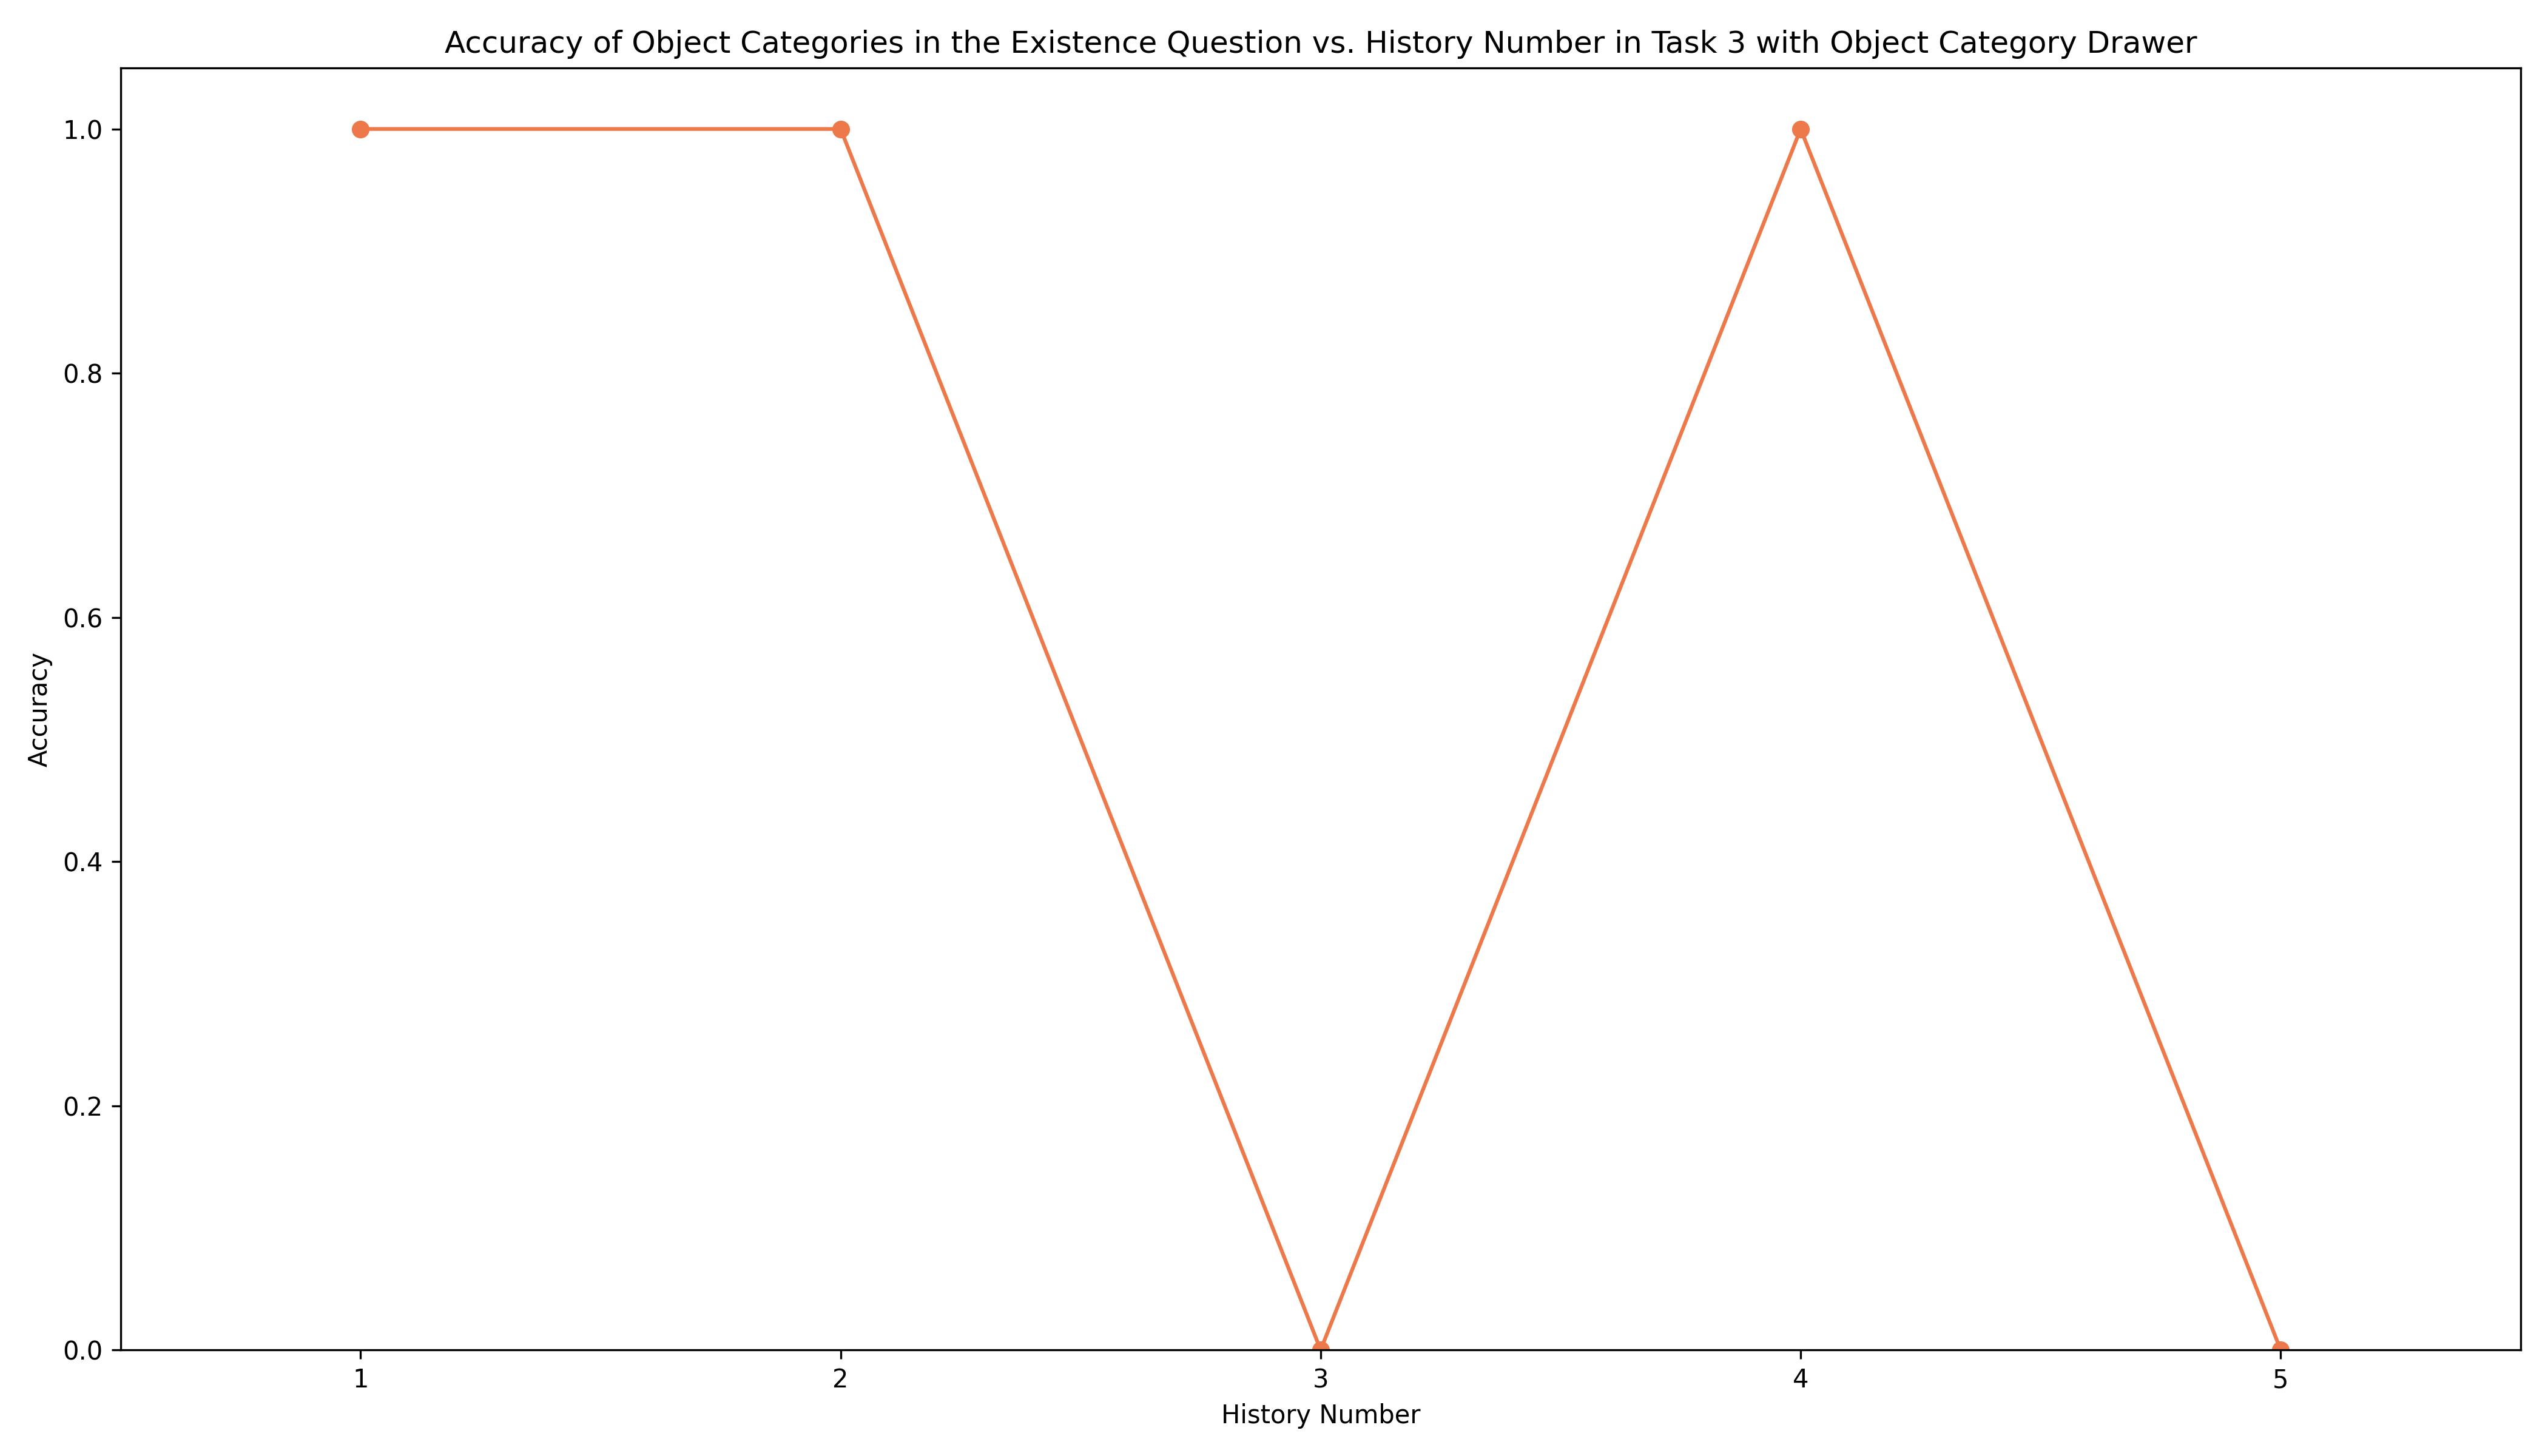 Accuracy of Object Categories in the Existence Question vs. History Number in Task 3 with Object Category Drawer
1.0
0.8
0.6
0.4
0.2
0.0
Accuracy
1 2 3 4 5
History Number